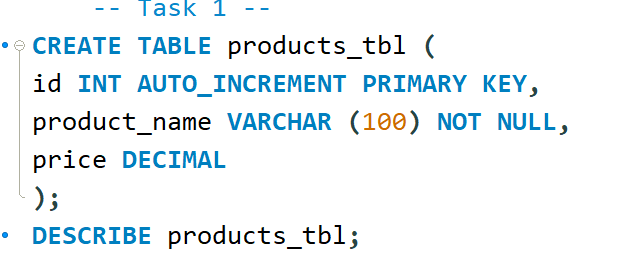 -- Task 1 --
CREATE TABLE products_tbl (
id INT AUTO_INCREMENT PRIMARY KEY,
product_name VARCHAR (100) NOT NULL,
price DECIMAL
);
DESCRIBE products_tbl;